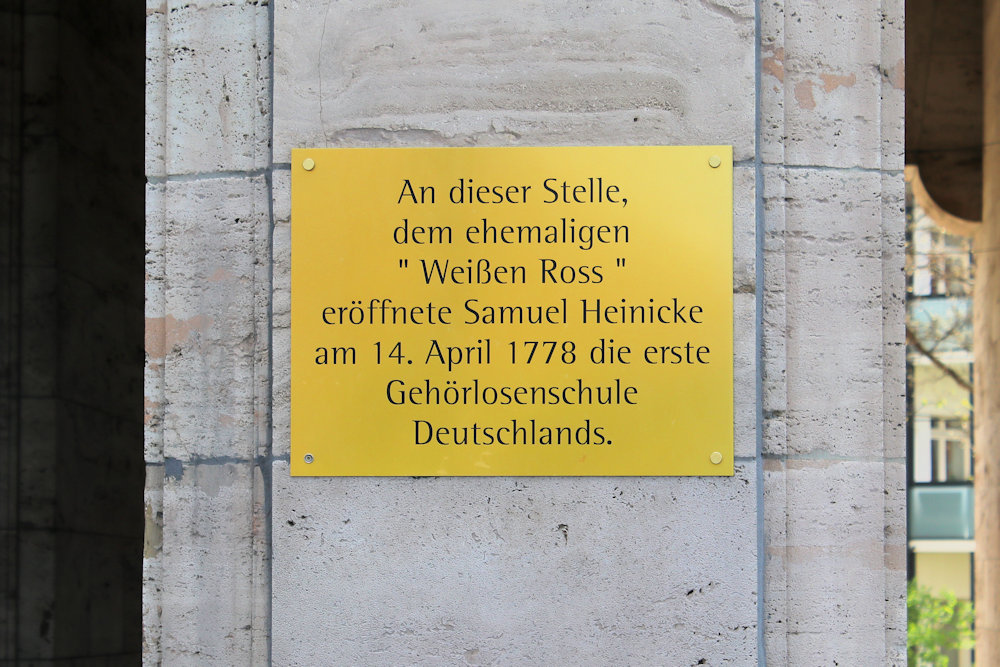 An dieser Stelle,
dem ehemaligen
" Weißen Ross "
eröffnete Samuel Heinicke
am 14. April 1778 die erste
Gehörlosenschule
Deutschlands.